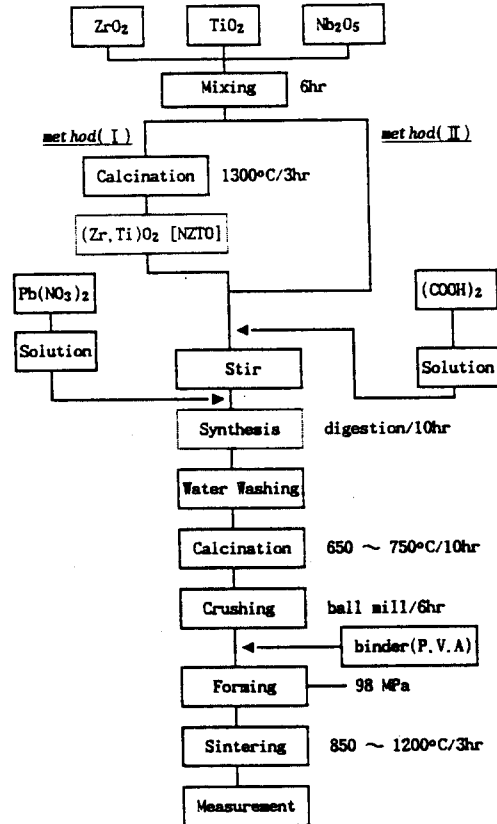 ZrO₂ TiO₂ Nb₂O₅
Mixing 6hr
method(Ⅰ) method(Ⅱ)
Calcination 1300°C/3hr
(Zr,Ti)O₂ [NZTO]
Pb(NO₃)₂ (COOH)₂
Solution Solution
Stir
Synthesis digestion/10hr
Water Washing
Calcination 650 ～ 750°C/10hr
Crushing ball mill/6hr
binder(P.V.A)
Forming 98 MPa
Sintering 850 ～ 1200°C/3hr
Measurement